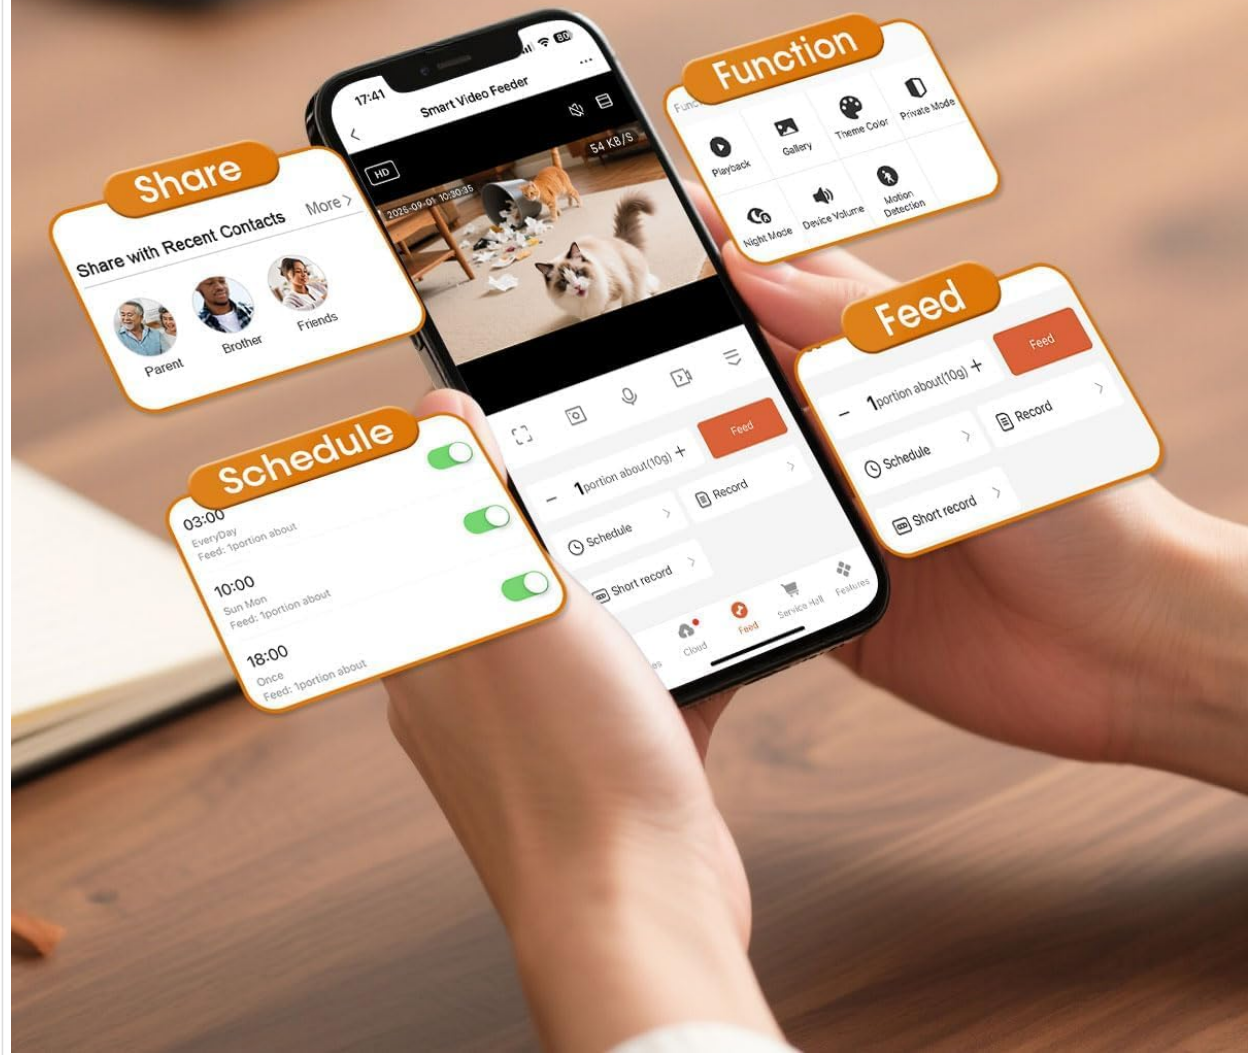 17:41
80
Smart Video Feeder
HD
54 KB/S
2025-09-01 10:30:35
1portion about(10g)
Feed
Schedule
Record
Short record
Cloud
Feed
Service Hall
Features
Share
Share with Recent Contacts
More >
Parent
Brother
Friends
Schedule
03:00
EveryDay
Feed: 1portion about
10:00
Sun Mon
Feed: 1portion about
18:00
Once
Feed: 1portion about
Function
Playback
Gallery
Theme Color
Private Mode
Night Mode
Device Volume
Motion
Detection
Feed
− 1portion about(10g) +
Feed
Schedule >
Record >
Short record >